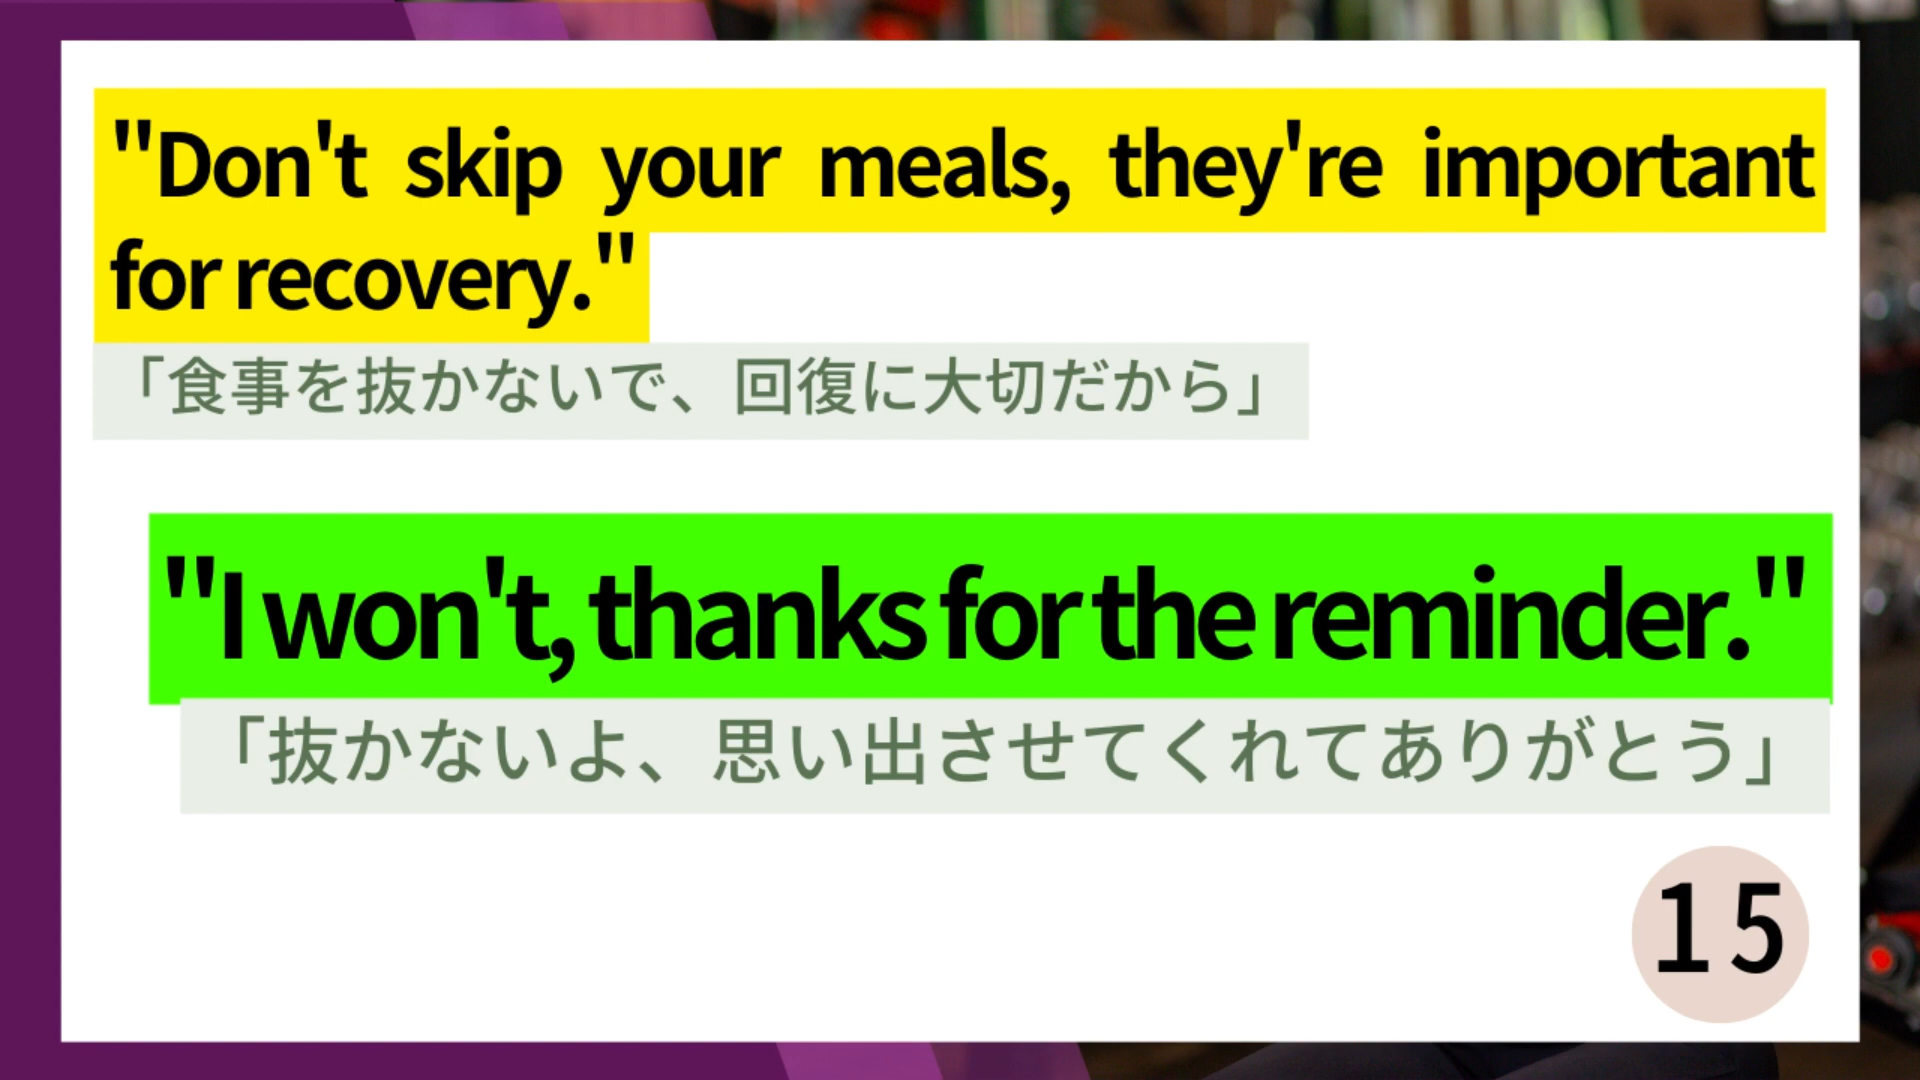 "Don't skip your meals, they're important
for recovery."
「食事を抜かないで、回復に大切だから」
"I won't, thanks for the reminder."
「抜かないよ、思い出させてくれてありがとう」
15